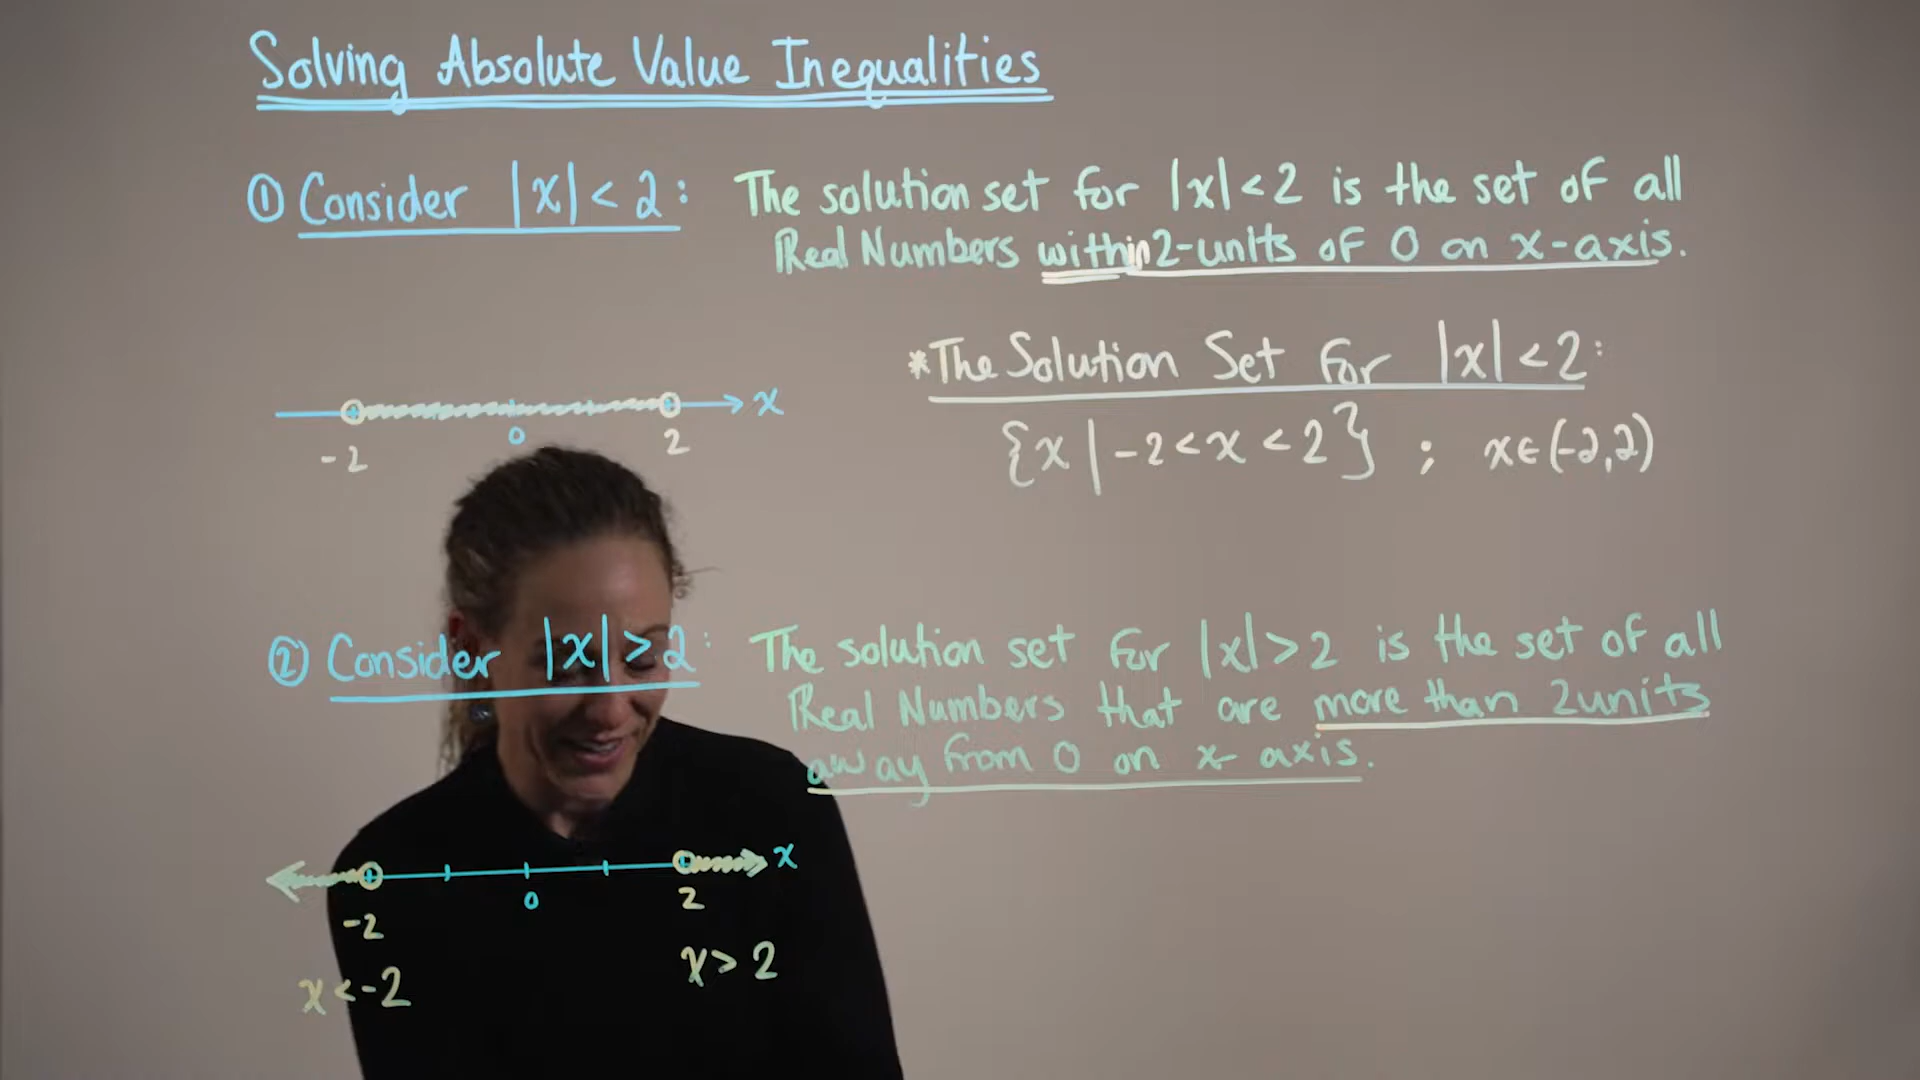 Solving Absolute Value Inequalities
① Consider |x| < 2:
The solution set for |x| < 2 is the set of all
Real Numbers within 2-units of 0 on x-axis.
*The Solution Set For |x| < 2:
{x | -2 < x < 2} ; x ∈ (-2,2)
x
-2 0 2
② Consider |x| > 2:
The solution set for |x| > 2 is the set of all
Real Numbers that are more than 2 units
away from 0 on x-axis.
x
-2 0 2
x < -2 x > 2